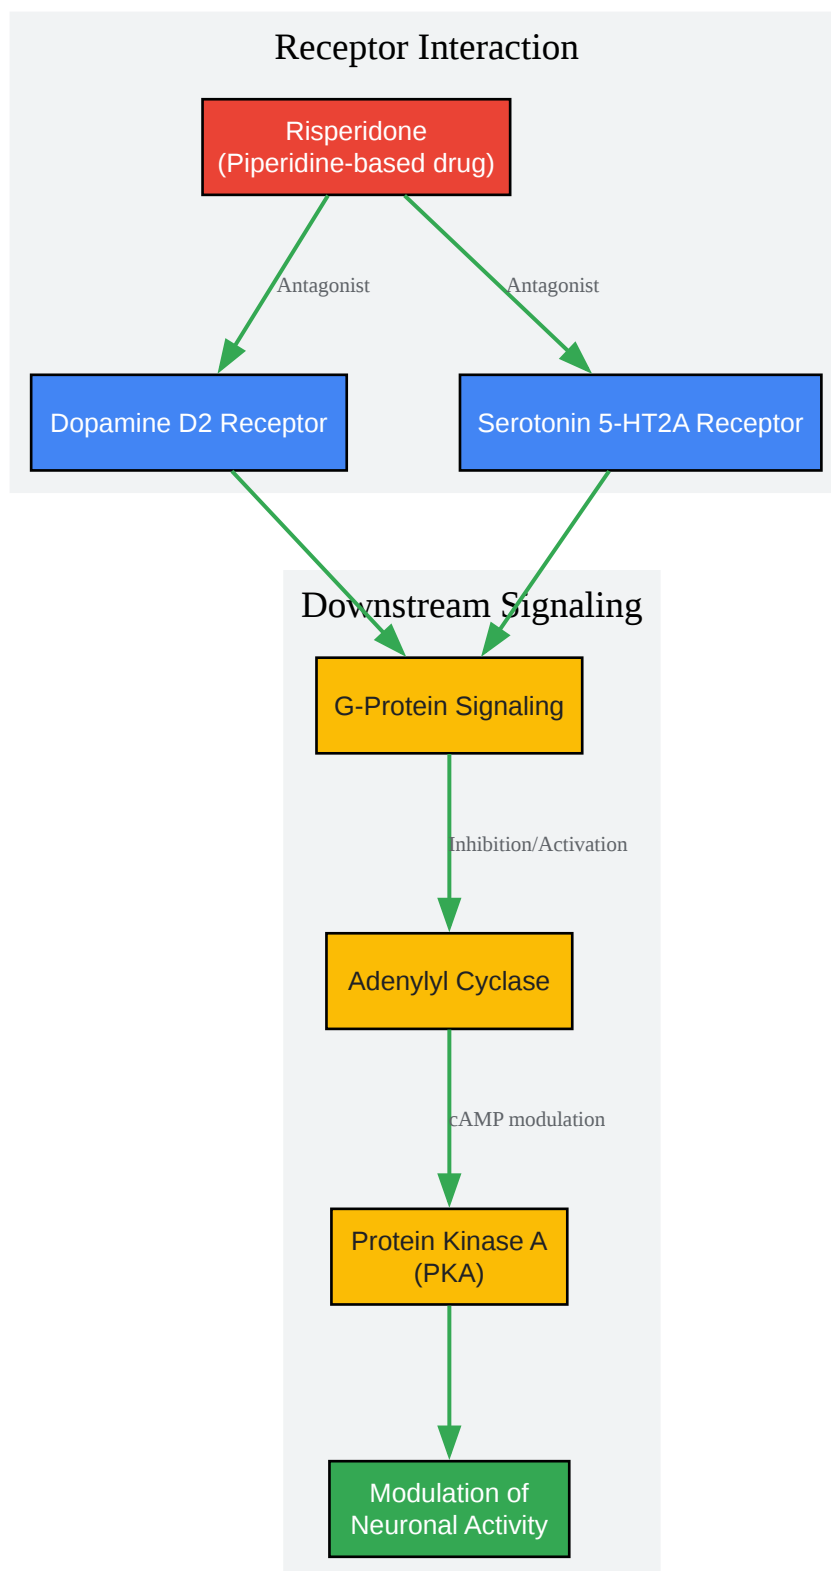 Receptor Interaction
Risperidone
(Piperidine-based drug)
Antagonist
Antagonist
Dopamine D2 Receptor
Serotonin 5-HT2A Receptor
Downstream Signaling
G-Protein Signaling
Inhibition/Activation
Adenylyl Cyclase
cAMP modulation
Protein Kinase A
(PKA)
Modulation of
Neuronal Activity